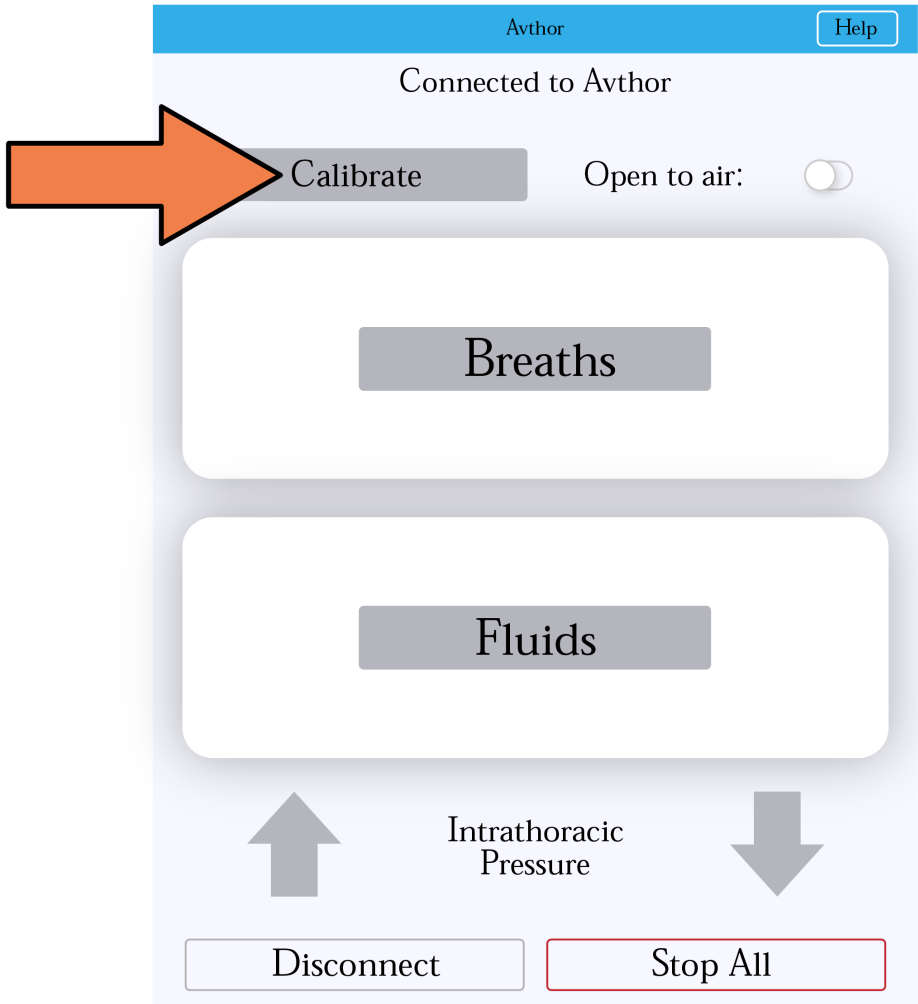 Avthor
Help
Connected to Avthor
Calibrate
Open to air:
Breaths
Fluids
Intrathoracic
Pressure
Disconnect
Stop All